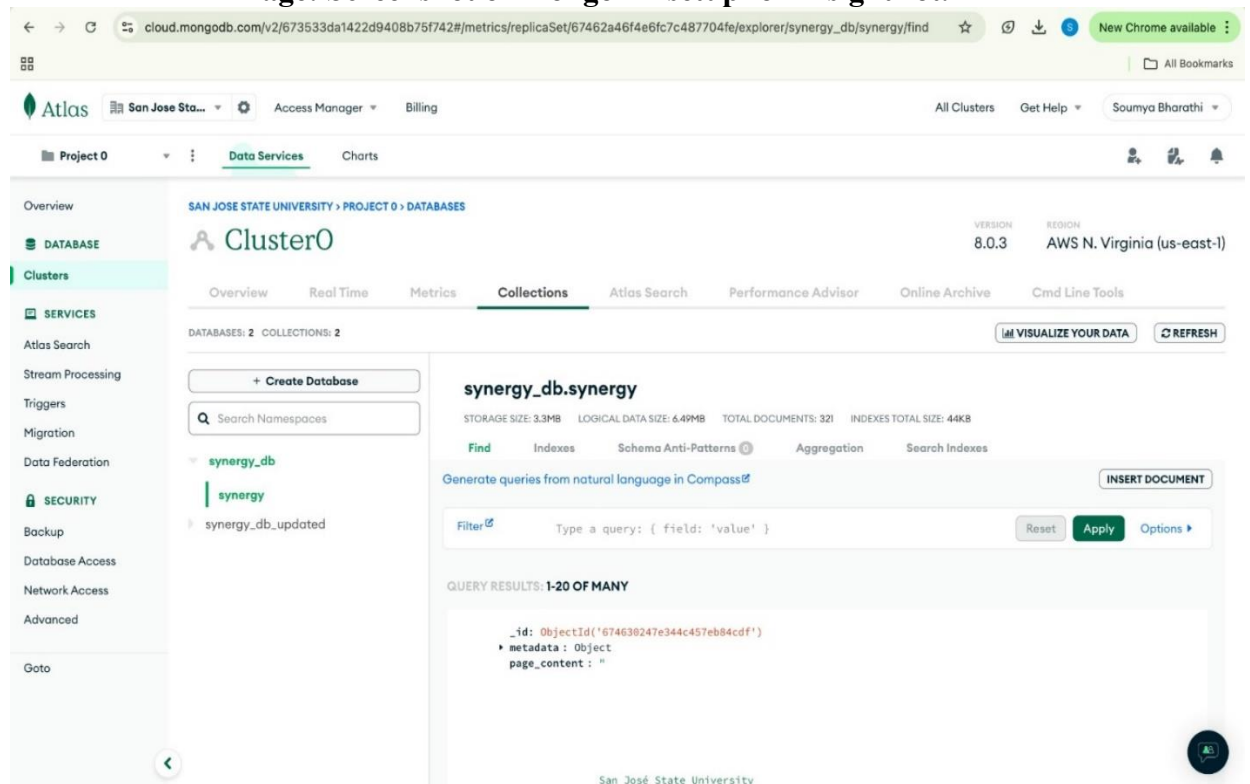 cloud.mongodb.com/v2/673533da1422d9408b75f742#/metrics/replicaSet/67462a46f4e6fc7c487704fe/explorer/synergy_db/synergy/find
S
New Chrome available
All Bookmarks
Atlas
San Jose Sta...
Access Manager
Billing
All Clusters
Get Help
Soumya Bharathi
Project 0
Data Services
Charts
Overview
DATABASE
Clusters
SERVICES
Atlas Search
Stream Processing
Triggers
Migration
Data Federation
SECURITY
Backup
Database Access
Network Access
Advanced
Goto
SAN JOSE STATE UNIVERSITY > PROJECT 0 > DATABASES
Cluster0
VERSION
8.0.3
REGION
AWS N. Virginia (us-east-1)
Overview
Real Time
Metrics
Collections
Atlas Search
Performance Advisor
Online Archive
Cmd Line Tools
DATABASES: 2 COLLECTIONS: 2
VISUALIZE YOUR DATA
REFRESH
+ Create Database
Search Namespaces
synergy_db
synergy
synergy_db_updated
synergy_db.synergy
STORAGE SIZE: 3.3MB LOGICAL DATA SIZE: 6.49MB TOTAL DOCUMENTS: 321 INDEXES TOTAL SIZE: 44KB
Find
Indexes
Schema Anti-Patterns
Aggregation
Search Indexes
Generate queries from natural language in Compass
INSERT DOCUMENT
Filter
Type a query: { field: 'value' }
Reset
Apply
Options
QUERY RESULTS: 1-20 OF MANY
_id: ObjectId('674630247e344c457eb84cdf')
metadata : Object
page_content : "
San José State University